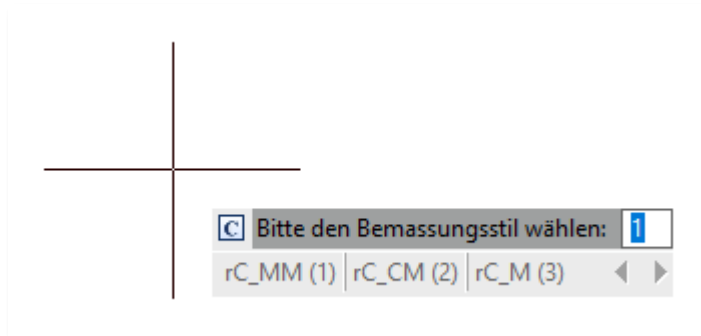 C Bitte den Bemassungsstil wählen: 1
rC_MM (1) rC_CM (2) rC_M (3)